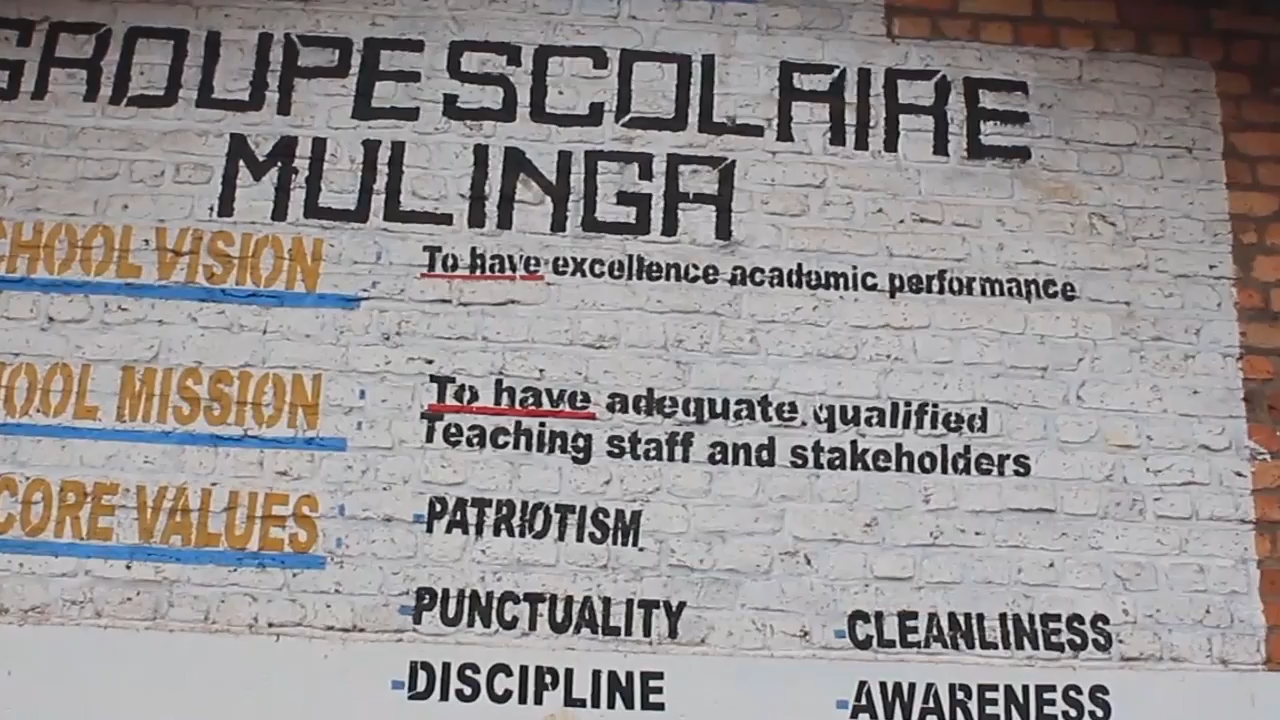 GROUPE SCOLAIRE
MULINGA
CHOOL VISION : To have excellence academic performance
OOL MISSION : To have adequate qualified
Teaching staff and stakeholders
CORE VALUES : -PATRIOTISM
-PUNCTUALITY -CLEANLINESS
-DISCIPLINE -AWARENESS